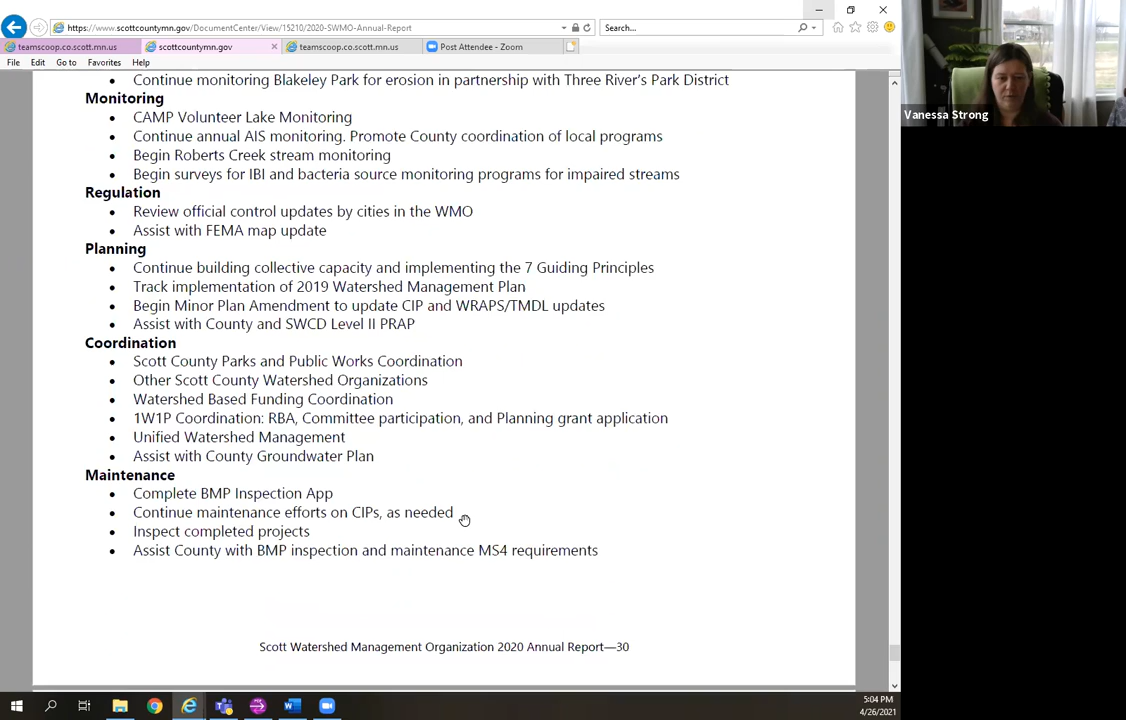 https://www.scottcountymn.gov/DocumentCenter/View/15210/2020-SWMO-Annual-Report
Search...
teamscoop.co.scott.mn.us
scottcountymn.gov
teamscoop.co.scott.mn.us
Post Attendee - Zoom
File Edit Go to Favorites Help
• Continue monitoring Blakeley Park for erosion in partnership with Three River's Park District
Monitoring
• CAMP Volunteer Lake Monitoring
• Continue annual AIS monitoring. Promote County coordination of local programs
• Begin Roberts Creek stream monitoring
• Begin surveys for IBI and bacteria source monitoring programs for impaired streams
Regulation
• Review official control updates by cities in the WMO
• Assist with FEMA map update
Planning
• Continue building collective capacity and implementing the 7 Guiding Principles
• Track implementation of 2019 Watershed Management Plan
• Begin Minor Plan Amendment to update CIP and WRAPS/TMDL updates
• Assist with County and SWCD Level II PRAP
Coordination
• Scott County Parks and Public Works Coordination
• Other Scott County Watershed Organizations
• Watershed Based Funding Coordination
• 1W1P Coordination: RBA, Committee participation, and Planning grant application
• Unified Watershed Management
• Assist with County Groundwater Plan
Maintenance
• Complete BMP Inspection App
• Continue maintenance efforts on CIPs, as needed
• Inspect completed projects
• Assist County with BMP inspection and maintenance MS4 requirements
Scott Watershed Management Organization 2020 Annual Report—30
Vanessa Strong
5:04 PM
4/26/2021